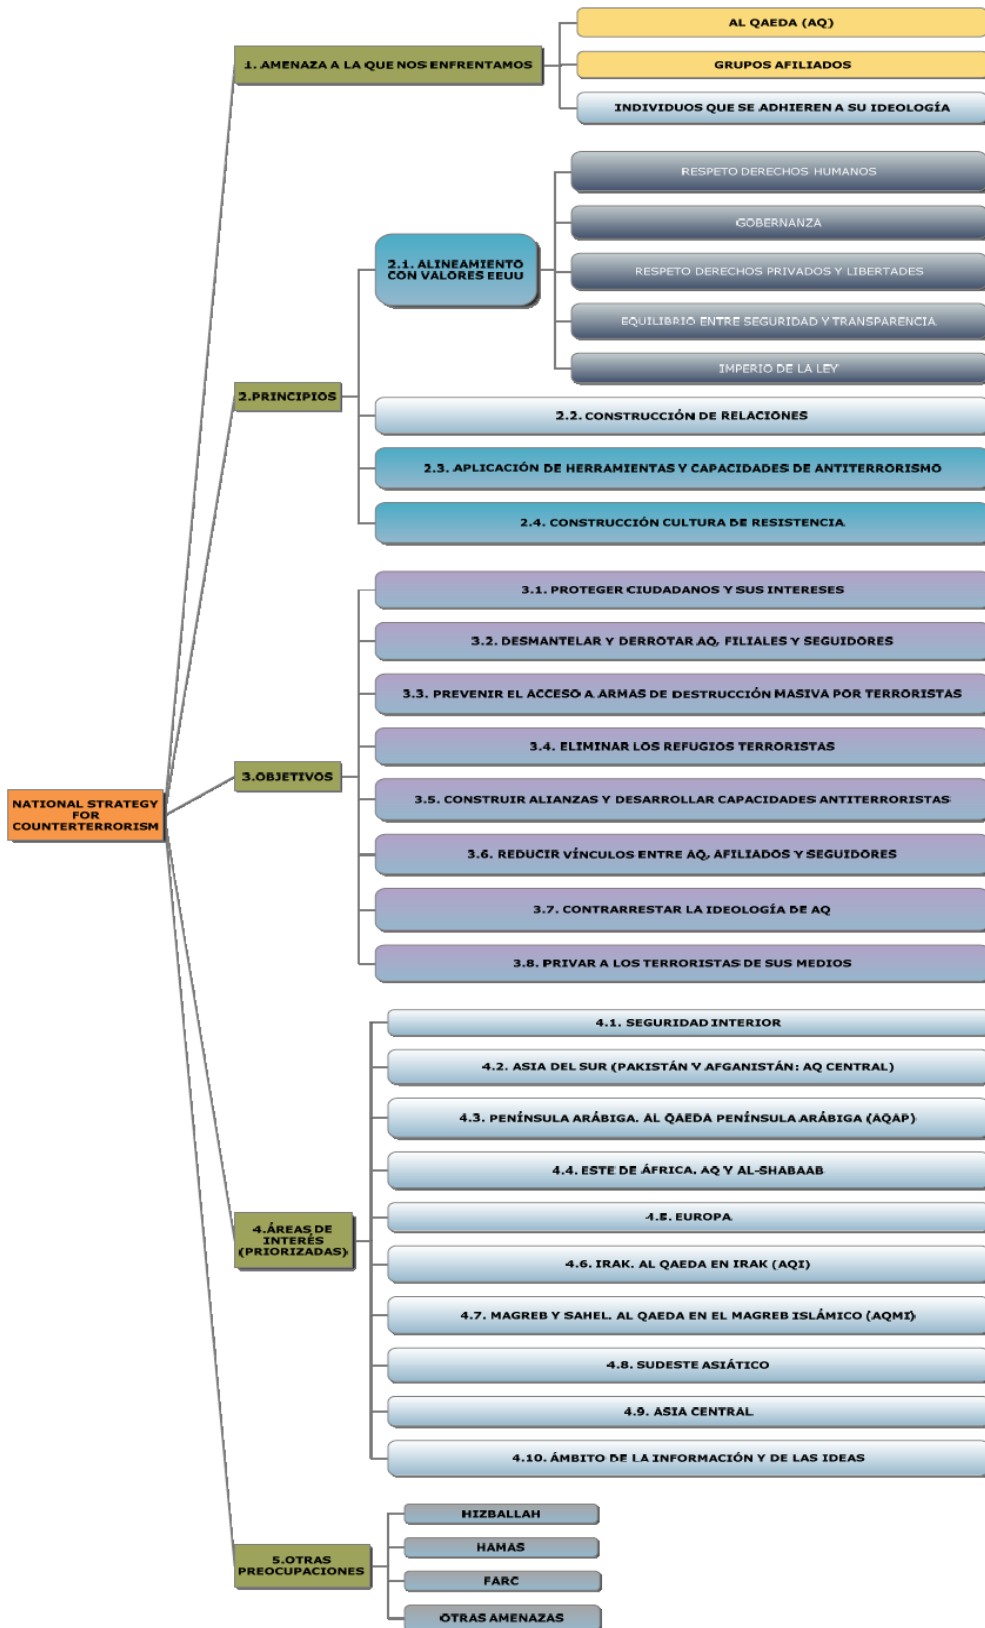 1. AMENAZA A LA QUE NOS ENFRENTAMOS
AL QAEDA (AQ)
GRUPOS AFILIADOS
INDIVIDUOS QUE SE ADHIEREN A SU IDEOLOGÍA
2.PRINCIPIOS
2.1. ALINEAMIENTO
CON VALORES EEUU
RESPETO DERECHOS HUMANOS
GOBERNANZA
RESPETO DERECHOS PRIVADOS Y LIBERTADES
EQUILIBRIO ENTRE SEGURIDAD Y TRANSPARENCIA
IMPERIO DE LA LEY
2.2. CONSTRUCCIÓN DE RELACIONES
2.3. APLICACIÓN DE HERRAMIENTAS Y CAPACIDADES DE ANTITERRORISMO
2.4. CONSTRUCCIÓN CULTURA DE RESISTENCIA
NATIONAL STRATEGY
FOR
COUNTERTERRORISM
3.OBJETIVOS
3.1. PROTEGER CIUDADANOS Y SUS INTERESES
3.2. DESMANTELAR Y DERROTAR AQ, FILIALES Y SEGUIDORES
3.3. PREVENIR EL ACCESO A ARMAS DE DESTRUCCIÓN MASIVA POR TERRORISTAS
3.4. ELIMINAR LOS REFUGIOS TERRORISTAS
3.5. CONSTRUIR ALIANZAS Y DESARROLLAR CAPACIDADES ANTITERRORISTAS
3.6. REDUCIR VÍNCULOS ENTRE AQ, AFILIADOS Y SEGUIDORES
3.7. CONTRARRESTAR LA IDEOLOGÍA DE AQ
3.8. PRIVAR A LOS TERRORISTAS DE SUS MEDIOS
4.ÁREAS DE
INTERÉS
(PRIORIZADAS)
4.1. SEGURIDAD INTERIOR
4.2. ASIA DEL SUR (PAKISTÁN Y AFGANISTÁN: AQ CENTRAL)
4.3. PENÍNSULA ARÁBIGA. AL QAEDA PENÍNSULA ARÁBIGA (AQAP)
4.4. ESTE DE ÁFRICA. AQ Y AL-SHABAAB
4.5. EUROPA
4.6. IRAK. AL QAEDA EN IRAK (AQI)
4.7. MAGREB Y SAHEL. AL QAEDA EN EL MAGREB ISLÁMICO (AQMI)
4.8. SUDESTE ASIÁTICO
4.9. ASIA CENTRAL
4.10. ÁMBITO DE LA INFORMACIÓN Y DE LAS IDEAS
5.OTRAS
PREOCUPACIONES
HIZBALLAH
HAMAS
FARC
OTRAS AMENAZAS